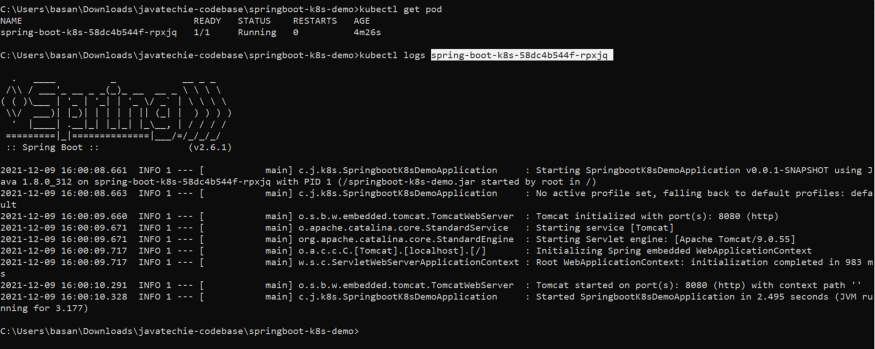 C:\Users\basan\Downloads\javatechie-codebase\springboot-k8s-demo>kubectl get pod
NAME                              READY   STATUS    RESTARTS   AGE
spring-boot-k8s-58dc4b544f-rpxjq   1/1     Running   0          4m26s
C:\Users\basan\Downloads\javatechie-codebase\springboot-k8s-demo>kubectl logs spring-boot-k8s-58dc4b544f-rpxjq
  .   ____          _            __ _ _
 /\\ / ___'_ __ _ _(_)_ __  __ _ \ \ \ \
( ( )\___ | '_ | '_| | '_ \/ _` | \ \ \ \
 \\/  ___)| |_)| | | | | || (_| |  ) ) ) )
  '  |____| .__|_| |_|_| |_\__, | / / / /
 =========|_|==============|___/=/_/_/_/
 :: Spring Boot ::                (v2.6.1)
2021-12-09 16:00:08.661  INFO 1 --- [           main] c.j.k8s.SpringbootK8sDemoApplication     : Starting SpringbootK8sDemoApplication v0.0.1-SNAPSHOT using J
ava 1.8.0_312 on spring-boot-k8s-58dc4b544f-rpxjq with PID 1 (/springboot-k8s-demo.jar started by root in /)
2021-12-09 16:00:08.663  INFO 1 --- [           main] c.j.k8s.SpringbootK8sDemoApplication     : No active profile set, falling back to default profiles: defa
ult
2021-12-09 16:00:09.660  INFO 1 --- [           main] o.s.b.w.embedded.tomcat.TomcatWebServer  : Tomcat initialized with port(s): 8080 (http)
2021-12-09 16:00:09.671  INFO 1 --- [           main] o.apache.catalina.core.StandardService   : Starting service [Tomcat]
2021-12-09 16:00:09.671  INFO 1 --- [           main] org.apache.catalina.core.StandardEngine  : Starting Servlet engine: [Apache Tomcat/9.0.55]
2021-12-09 16:00:09.717  INFO 1 --- [           main] o.a.c.c.C.[Tomcat].[localhost].[/]       : Initializing Spring embedded WebApplicationContext
2021-12-09 16:00:09.717  INFO 1 --- [           main] w.s.c.ServletWebServerApplicationContext : Root WebApplicationContext: initialization completed in 983 m
s
2021-12-09 16:00:10.291  INFO 1 --- [           main] o.s.b.w.embedded.tomcat.TomcatWebServer  : Tomcat started on port(s): 8080 (http) with context path ''
2021-12-09 16:00:10.328  INFO 1 --- [           main] c.j.k8s.SpringbootK8sDemoApplication     : Started SpringbootK8sDemoApplication in 2.495 seconds (JVM ru
nning for 3.177)
C:\Users\basan\Downloads\javatechie-codebase\springboot-k8s-demo>